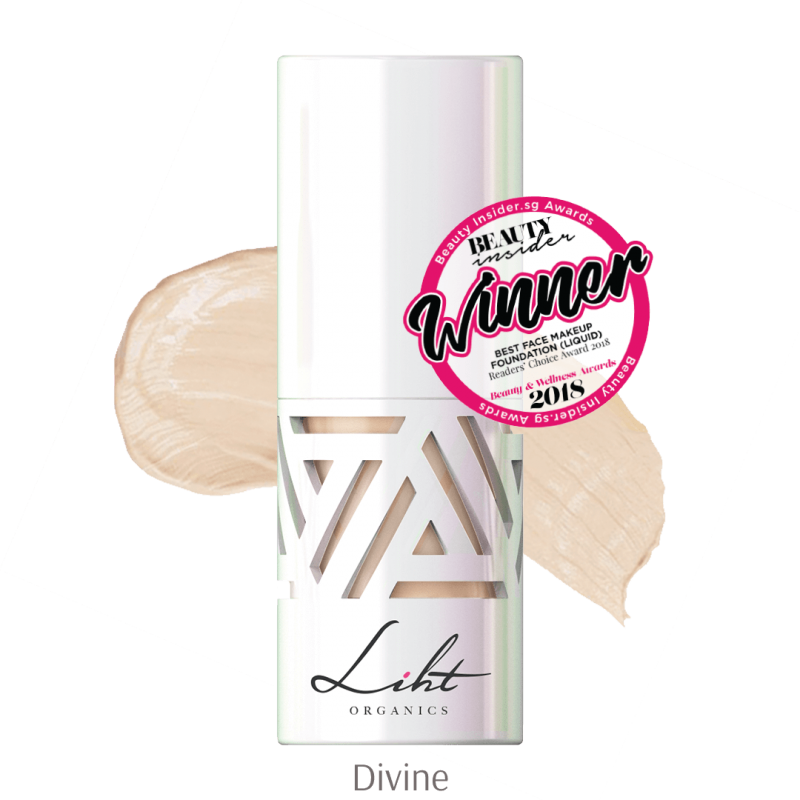 Beauty Insider.sg Awards
BEAUTY
insider
Winner
BEST FACE MAKEUP
FOUNDATION (LIQUID)
Readers' Choice Award 2018
Beauty & Wellness Awards
2018
Beauty Insider.sg Awards
Liht
ORGANICS
Divine